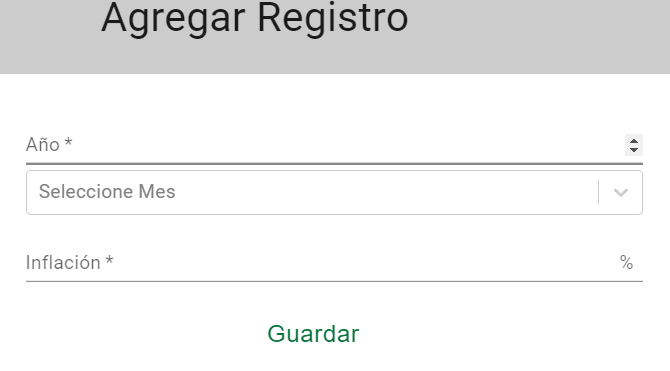 Agregar Registro
Año *
Seleccione Mes
Inflación * %
Guardar